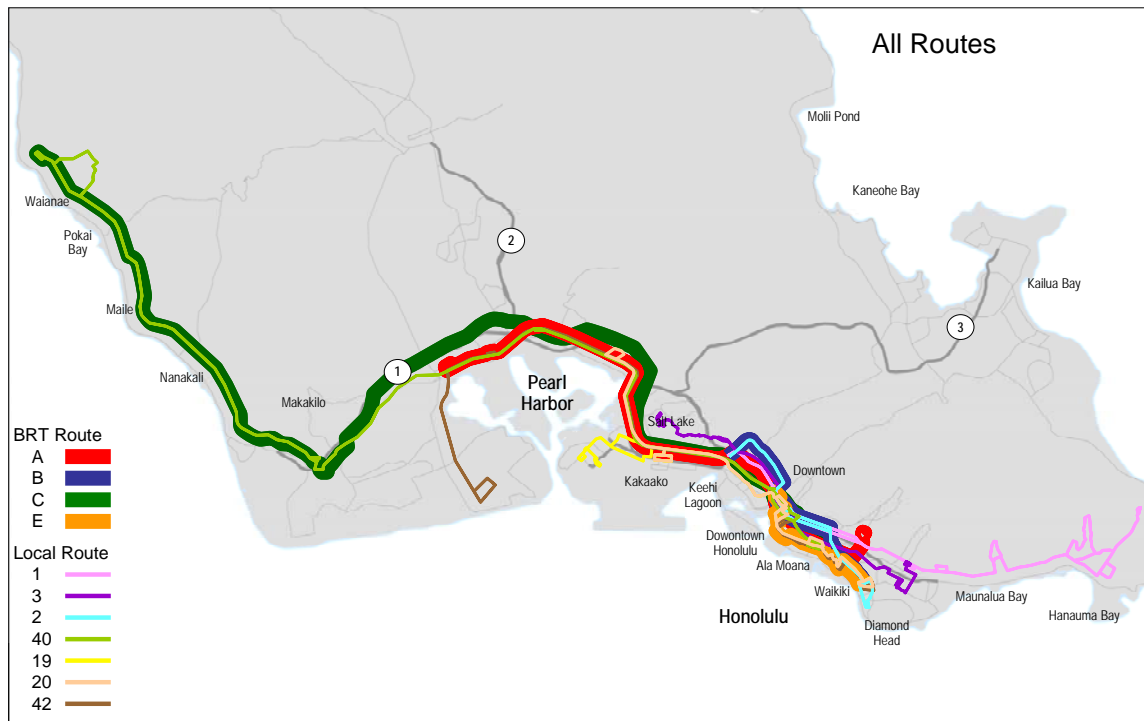 All Routes
Molii Pond
Kaneohe Bay
Waianae
Pokai
Bay
2
Kailua Bay
Maile
3
Nanakali
1
Pearl
Harbor
Makakilo
Salt Lake
BRT Route
A
B
C
E
Downtown
Kakaako
Keehi
Lagoon
Dowontown
Honolulu
Ala Moana
Waikiki
Maunalua Bay
Honolulu
Hanauma Bay
Diamond
Head
Local Route
1
3
2
40
19
20
42